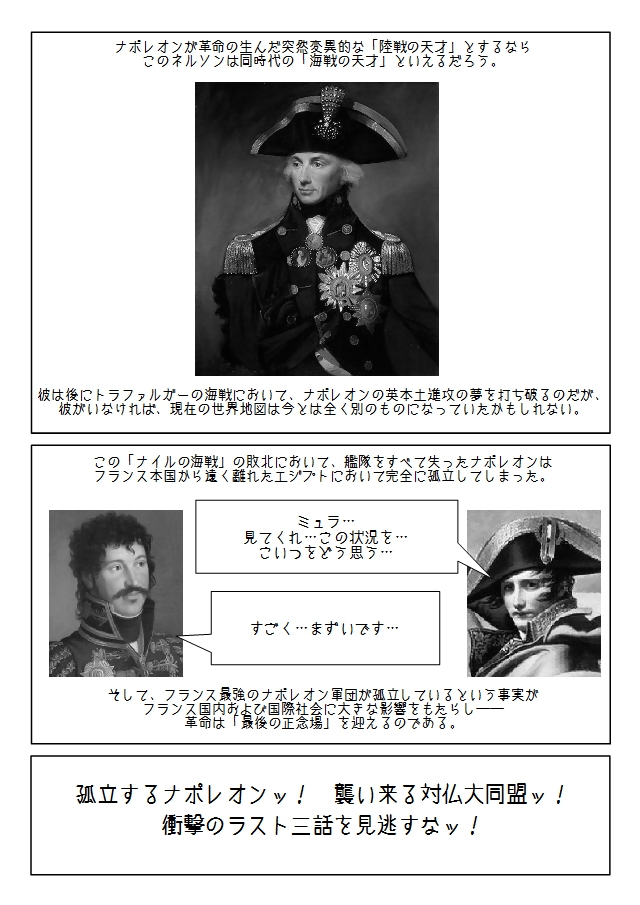 ナポレオンが革命の生んだ突然変異的な「陸戦の天才」とするなら
このネルソンは同時代の「海戦の天才」といえるだろう。
彼は後にトラファルガーの海戦において、ナポレオンの英本土進攻の夢を打ち破るのだが、
彼がいなければ、現在の世界地図は今とは全く別のものになっていたかもしれない。
この「ナイルの海戦」の敗北において、艦隊をすべて失ったナポレオンは
フランス本国から遠く離れたエジプトにおいて完全に孤立してしまった。
ミュラ…
見てくれ…この状況を…
こいつをどう思う…
すごく…まずいです…
そして、フランス最強のナポレオン軍団が孤立しているという事実が
フランス国内および国際社会に大きな影響をもたらし――
革命は「最後の正念場」を迎えるのである。
孤立するナポレオンッ！　襲い来る対仏大同盟ッ！
衝撃のラスト三話を見逃すなッ！